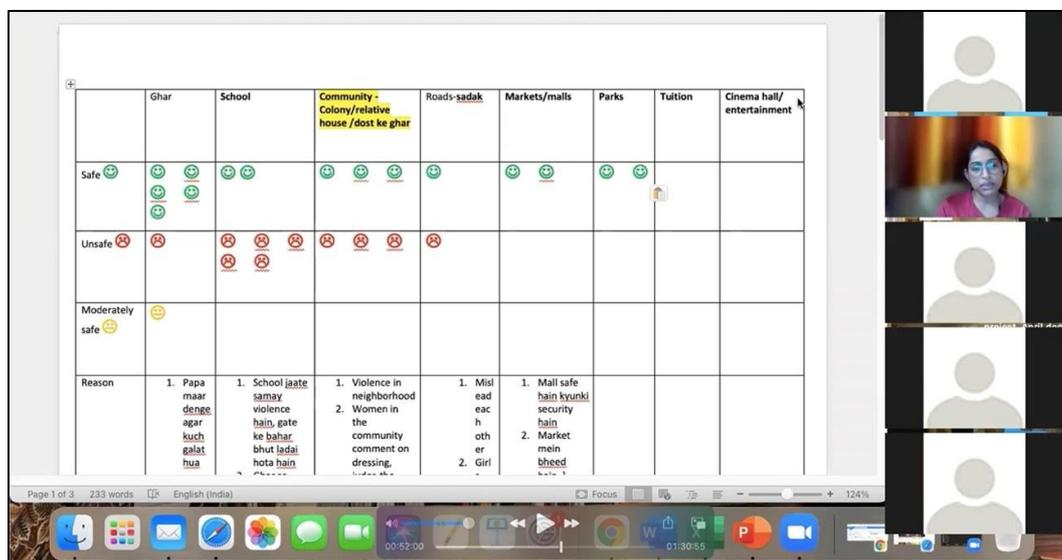 Ghar
School
Community -
Colony/relative
house /dost ke ghar
Roads-sadak
Markets/malls
Parks
Tuition
Cinema hall/
entertainment
Safe
Unsafe
Moderately
safe
Reason
1. Papa
maar
denge
agar
kuch
galat
hua
1. School jaate
samay
violence
hain, gate
ke bahar
bhut ladai
hota hain
1. Violence in
neighborhood
2. Women in
the
community
comment on
dressing,
1. Misl
ead
eac
h
oth
er
2. Girl
1. Mall safe
hain kyunki
security
hain
2. Market
mein
bheed
Page 1 of 3
233 words
English (India)
Focus
124%
00:52:00
01:30:55